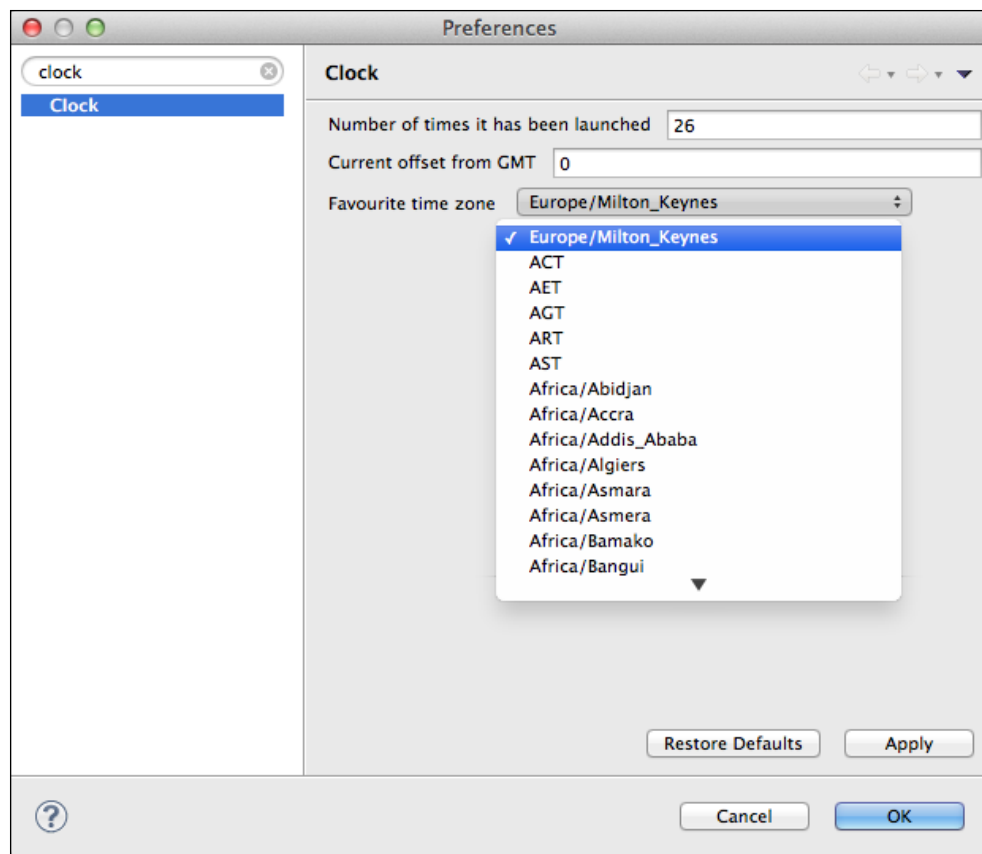 Preferences
clock
Clock
Clock
Number of times it has been launched 26
Current offset from GMT 0
Favourite time zone Europe/Milton_Keynes
✓ Europe/Milton_Keynes
ACT
AET
AGT
ART
AST
Africa/Abidjan
Africa/Accra
Africa/Addis_Ababa
Africa/Algiers
Africa/Asmara
Africa/Asmera
Africa/Bamako
Africa/Bangui
Restore Defaults Apply
? Cancel OK